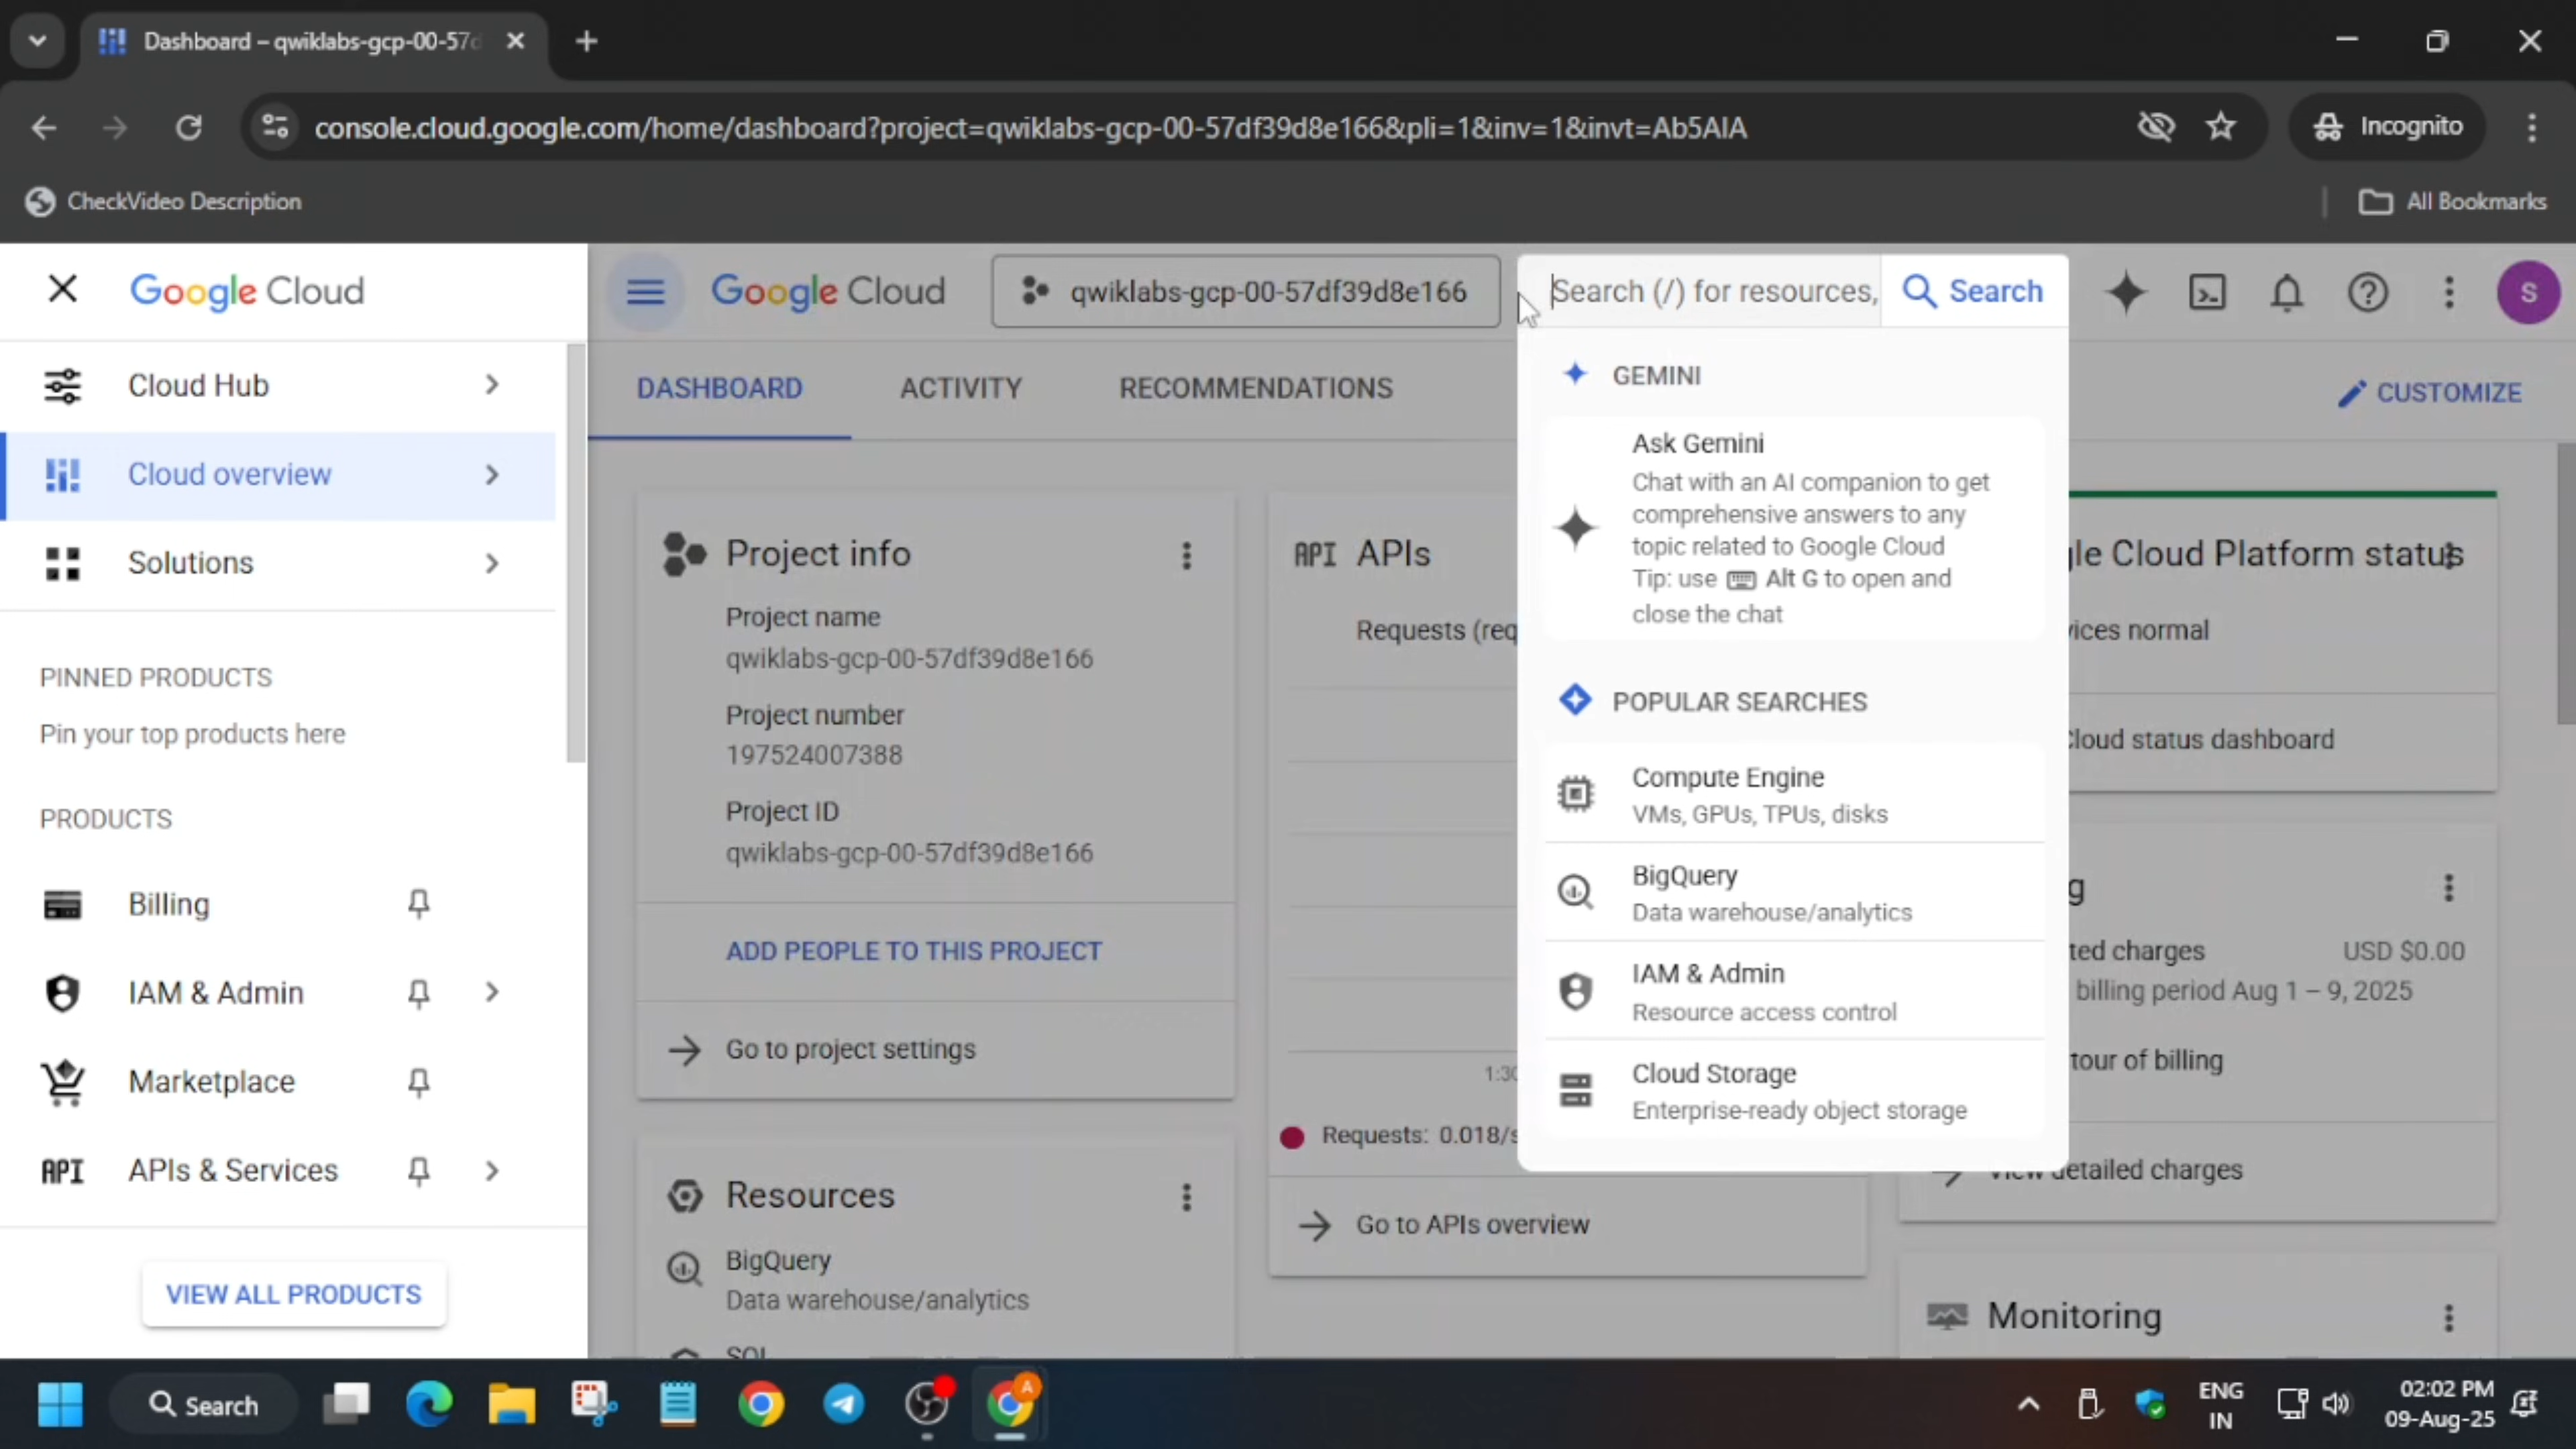 Dashboard – qwiklabs-gcp-00-57d
console.cloud.google.com/home/dashboard?project=qwiklabs-gcp-00-57df39d8e166&pli=1&inv=1&invt=Ab5AIA
Incognito
CheckVideo Description
All Bookmarks
Google Cloud
Cloud Hub
Cloud overview
Solutions
PINNED PRODUCTS
Pin your top products here
PRODUCTS
Billing
IAM & Admin
Marketplace
API APIs & Services
VIEW ALL PRODUCTS
Google Cloud
qwiklabs-gcp-00-57df39d8e166
Search (/) for resources,
Search
S
DASHBOARD
ACTIVITY
RECOMMENDATIONS
CUSTOMIZE
Project info
Project name
qwiklabs-gcp-00-57df39d8e166
Project number
197524007388
Project ID
qwiklabs-gcp-00-57df39d8e166
ADD PEOPLE TO THIS PROJECT
Go to project settings
Resources
BigQuery
Data warehouse/analytics
SQL
API APIs
Requests (req
1:30
Requests: 0.018/s
Go to APIs overview
GEMINI
Ask Gemini
Chat with an AI companion to get
comprehensive answers to any
topic related to Google Cloud
Tip: use Alt G to open and
close the chat
POPULAR SEARCHES
Compute Engine
VMs, GPUs, TPUs, disks
BigQuery
Data warehouse/analytics
IAM & Admin
Resource access control
Cloud Storage
Enterprise-ready object storage
le Cloud Platform status
ices normal
Cloud status dashboard
g
ted charges
USD $0.00
billing period Aug 1 – 9, 2025
tour of billing
View detailed charges
Monitoring
Search
A
ENG
IN
02:02 PM
09-Aug-25